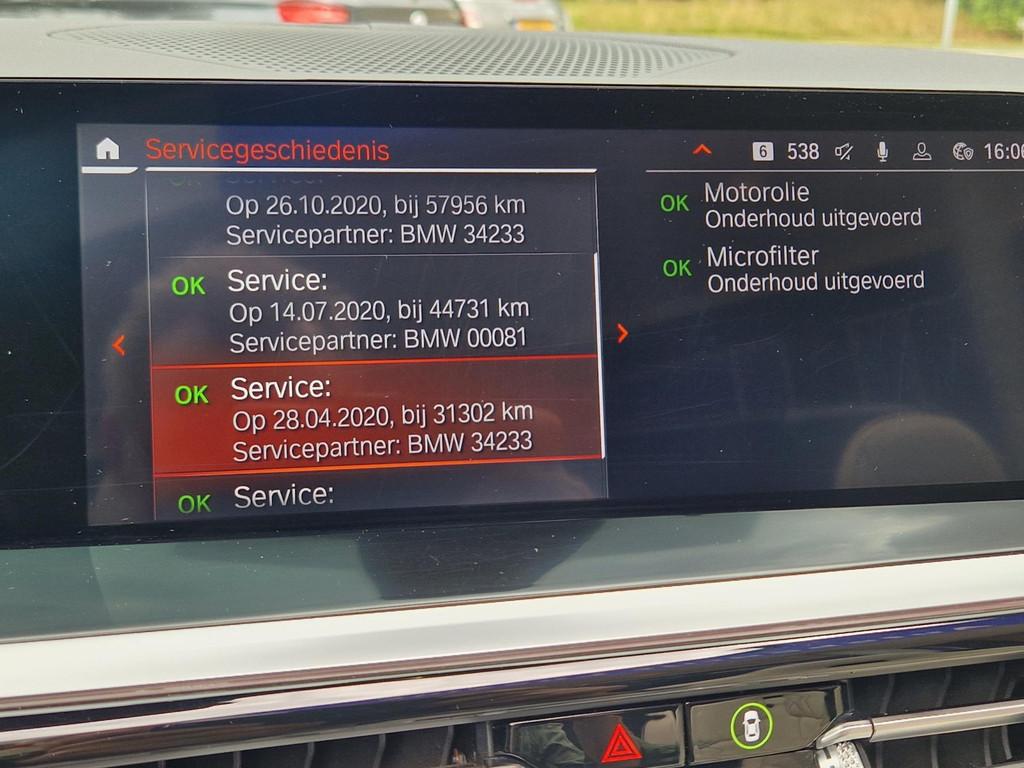 Servicegeschiedenis
6 538 16:06
Service:
Op 26.10.2020, bij 57956 km
Servicepartner: BMW 34233
OK Service:
Op 14.07.2020, bij 44731 km
Servicepartner: BMW 00081
OK Service:
Op 28.04.2020, bij 31302 km
Servicepartner: BMW 34233
OK Service:
OK Motorolie
Onderhoud uitgevoerd
OK Microfilter
Onderhoud uitgevoerd